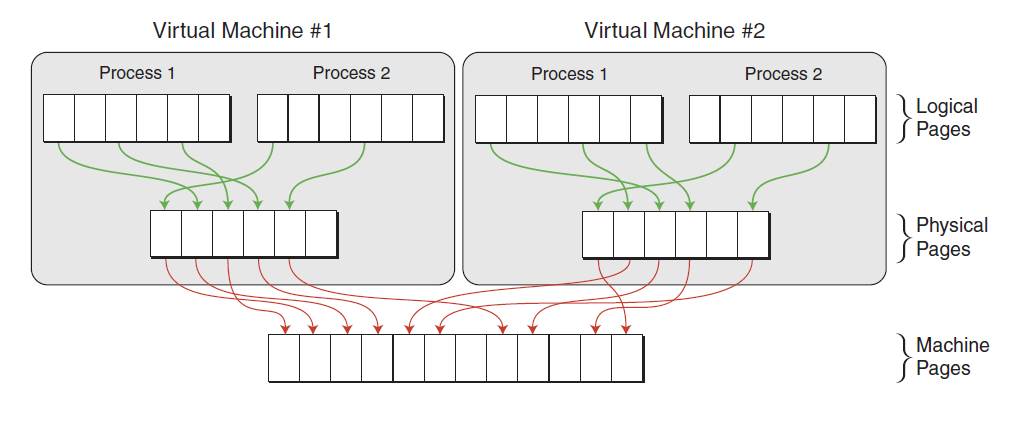 Virtual Machine #1
Virtual Machine #2
Process 1
Process 2
Process 1
Process 2
Logical
Pages
Physical
Pages
Machine
Pages